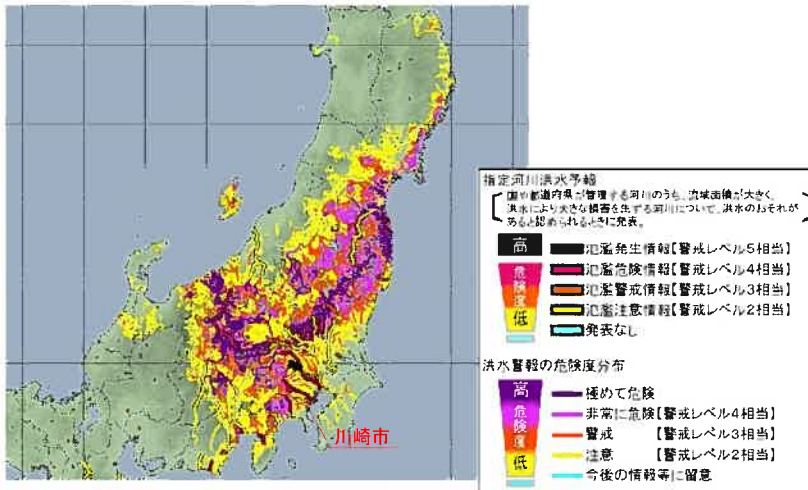 川崎市
指定河川洪水予報
国や都道府県が管理する河川のうち、流域面積が大きく、
洪水により大きな損害を生ずる河川について、洪水のおそれが
あると認められるときに発表。
高
危険度
低
氾濫発生情報【警戒レベル5相当】
氾濫危険情報【警戒レベル4相当】
氾濫警戒情報【警戒レベル3相当】
氾濫注意情報【警戒レベル2相当】
発表なし
洪水警報の危険度分布
高
危険度
低
極めて危険
非常に危険【警戒レベル4相当】
警戒 【警戒レベル3相当】
注意 【警戒レベル2相当】
今後の情報等に留意